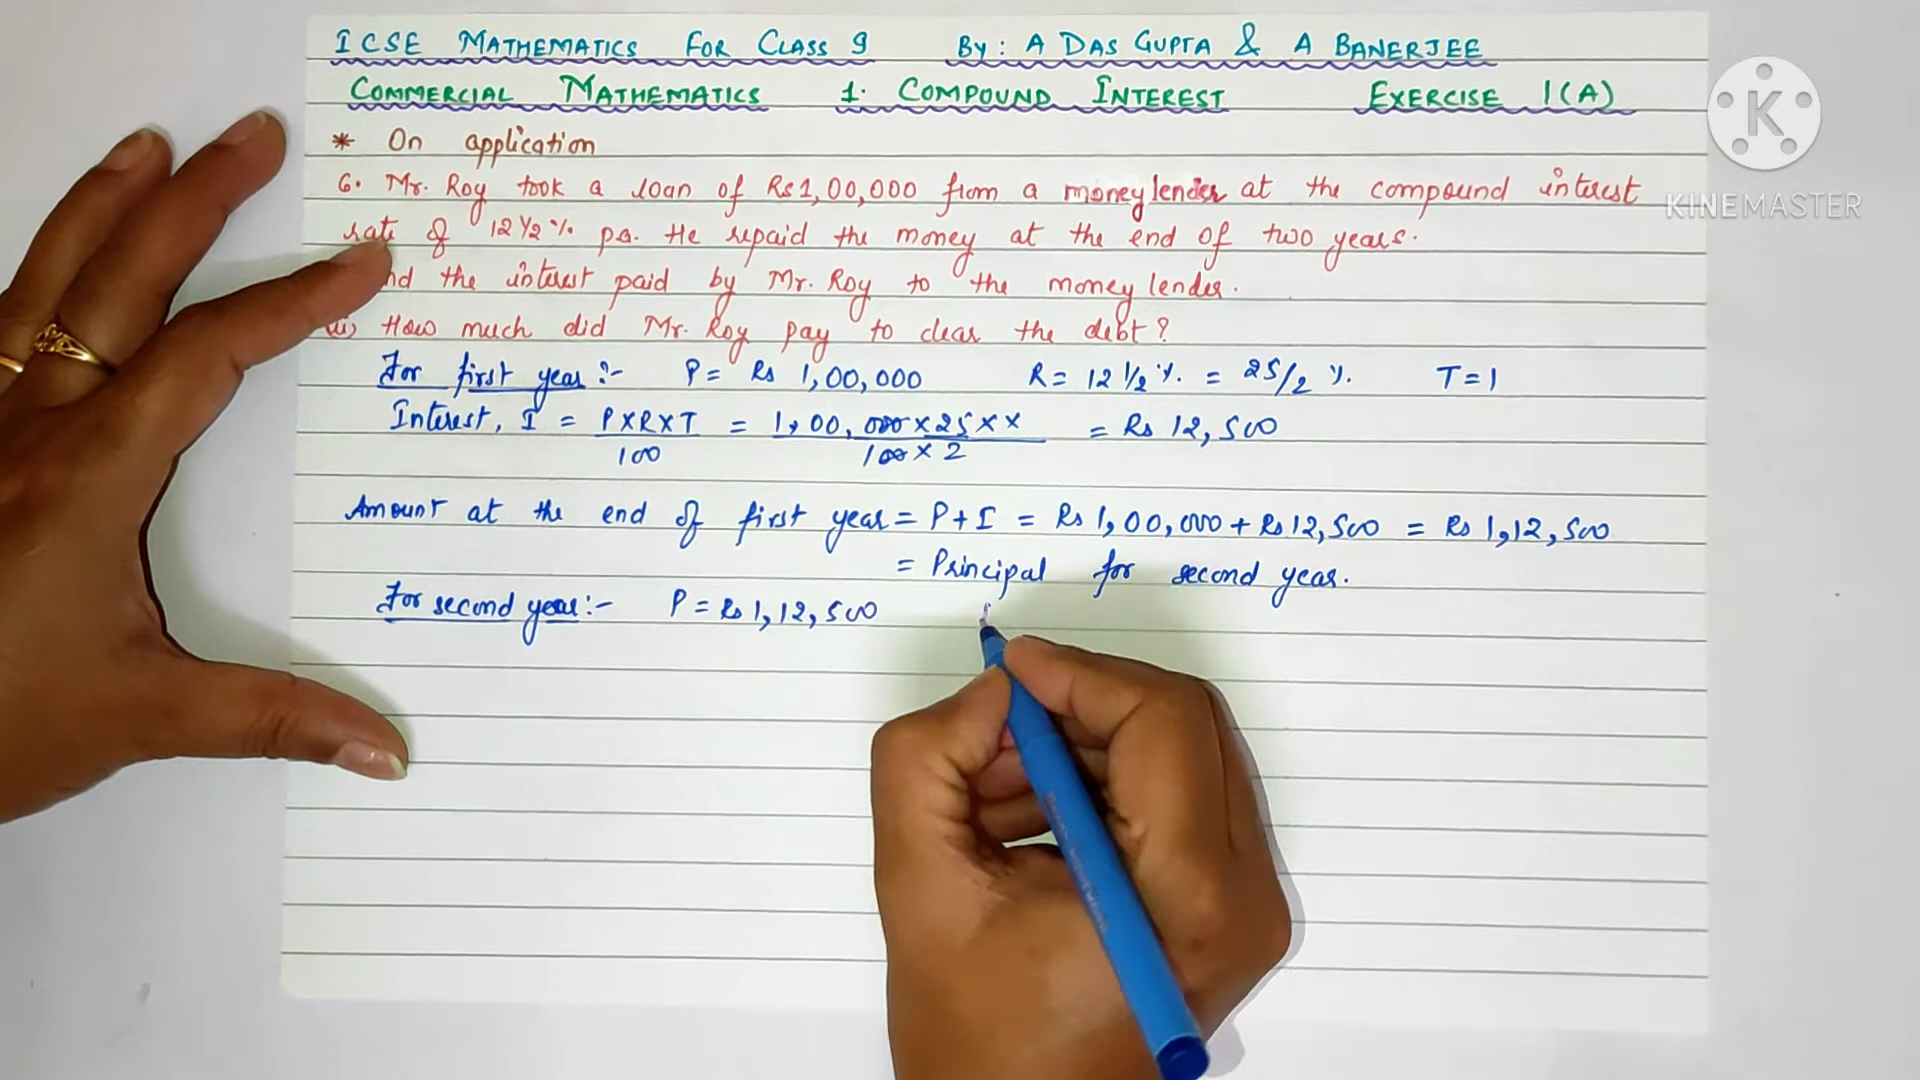 ICSE MATHEMATICS FOR CLASS 9 BY: A DAS GUPTA & A BANERJEE
COMMERCIAL MATHEMATICS 1. COMPOUND INTEREST EXERCISE 1(A)
* On application
6. Mr. Roy took a loan of Rs 1,00,000 from a moneylender at the compound interest
rate of 12 1/2 % p.a. He repaid the money at the end of two years.
nd the interest paid by Mr. Roy to the money lender.
(ii) How much did Mr. Roy pay to clear the debt?
For first year :- P = Rs 1,00,000 R = 12 1/2 %. = 25/2 %. T = 1
Interest, I = P×R×T / 100 = 1,00,000 × 25 × × / 100 × 2 = Rs 12,500
Amount at the end of first year = P + I = Rs 1,00,000 + Rs 12,500 = Rs 1,12,500
= Principal for second year.
For second year :- P = Rs 1,12,500
K
KINEMASTER